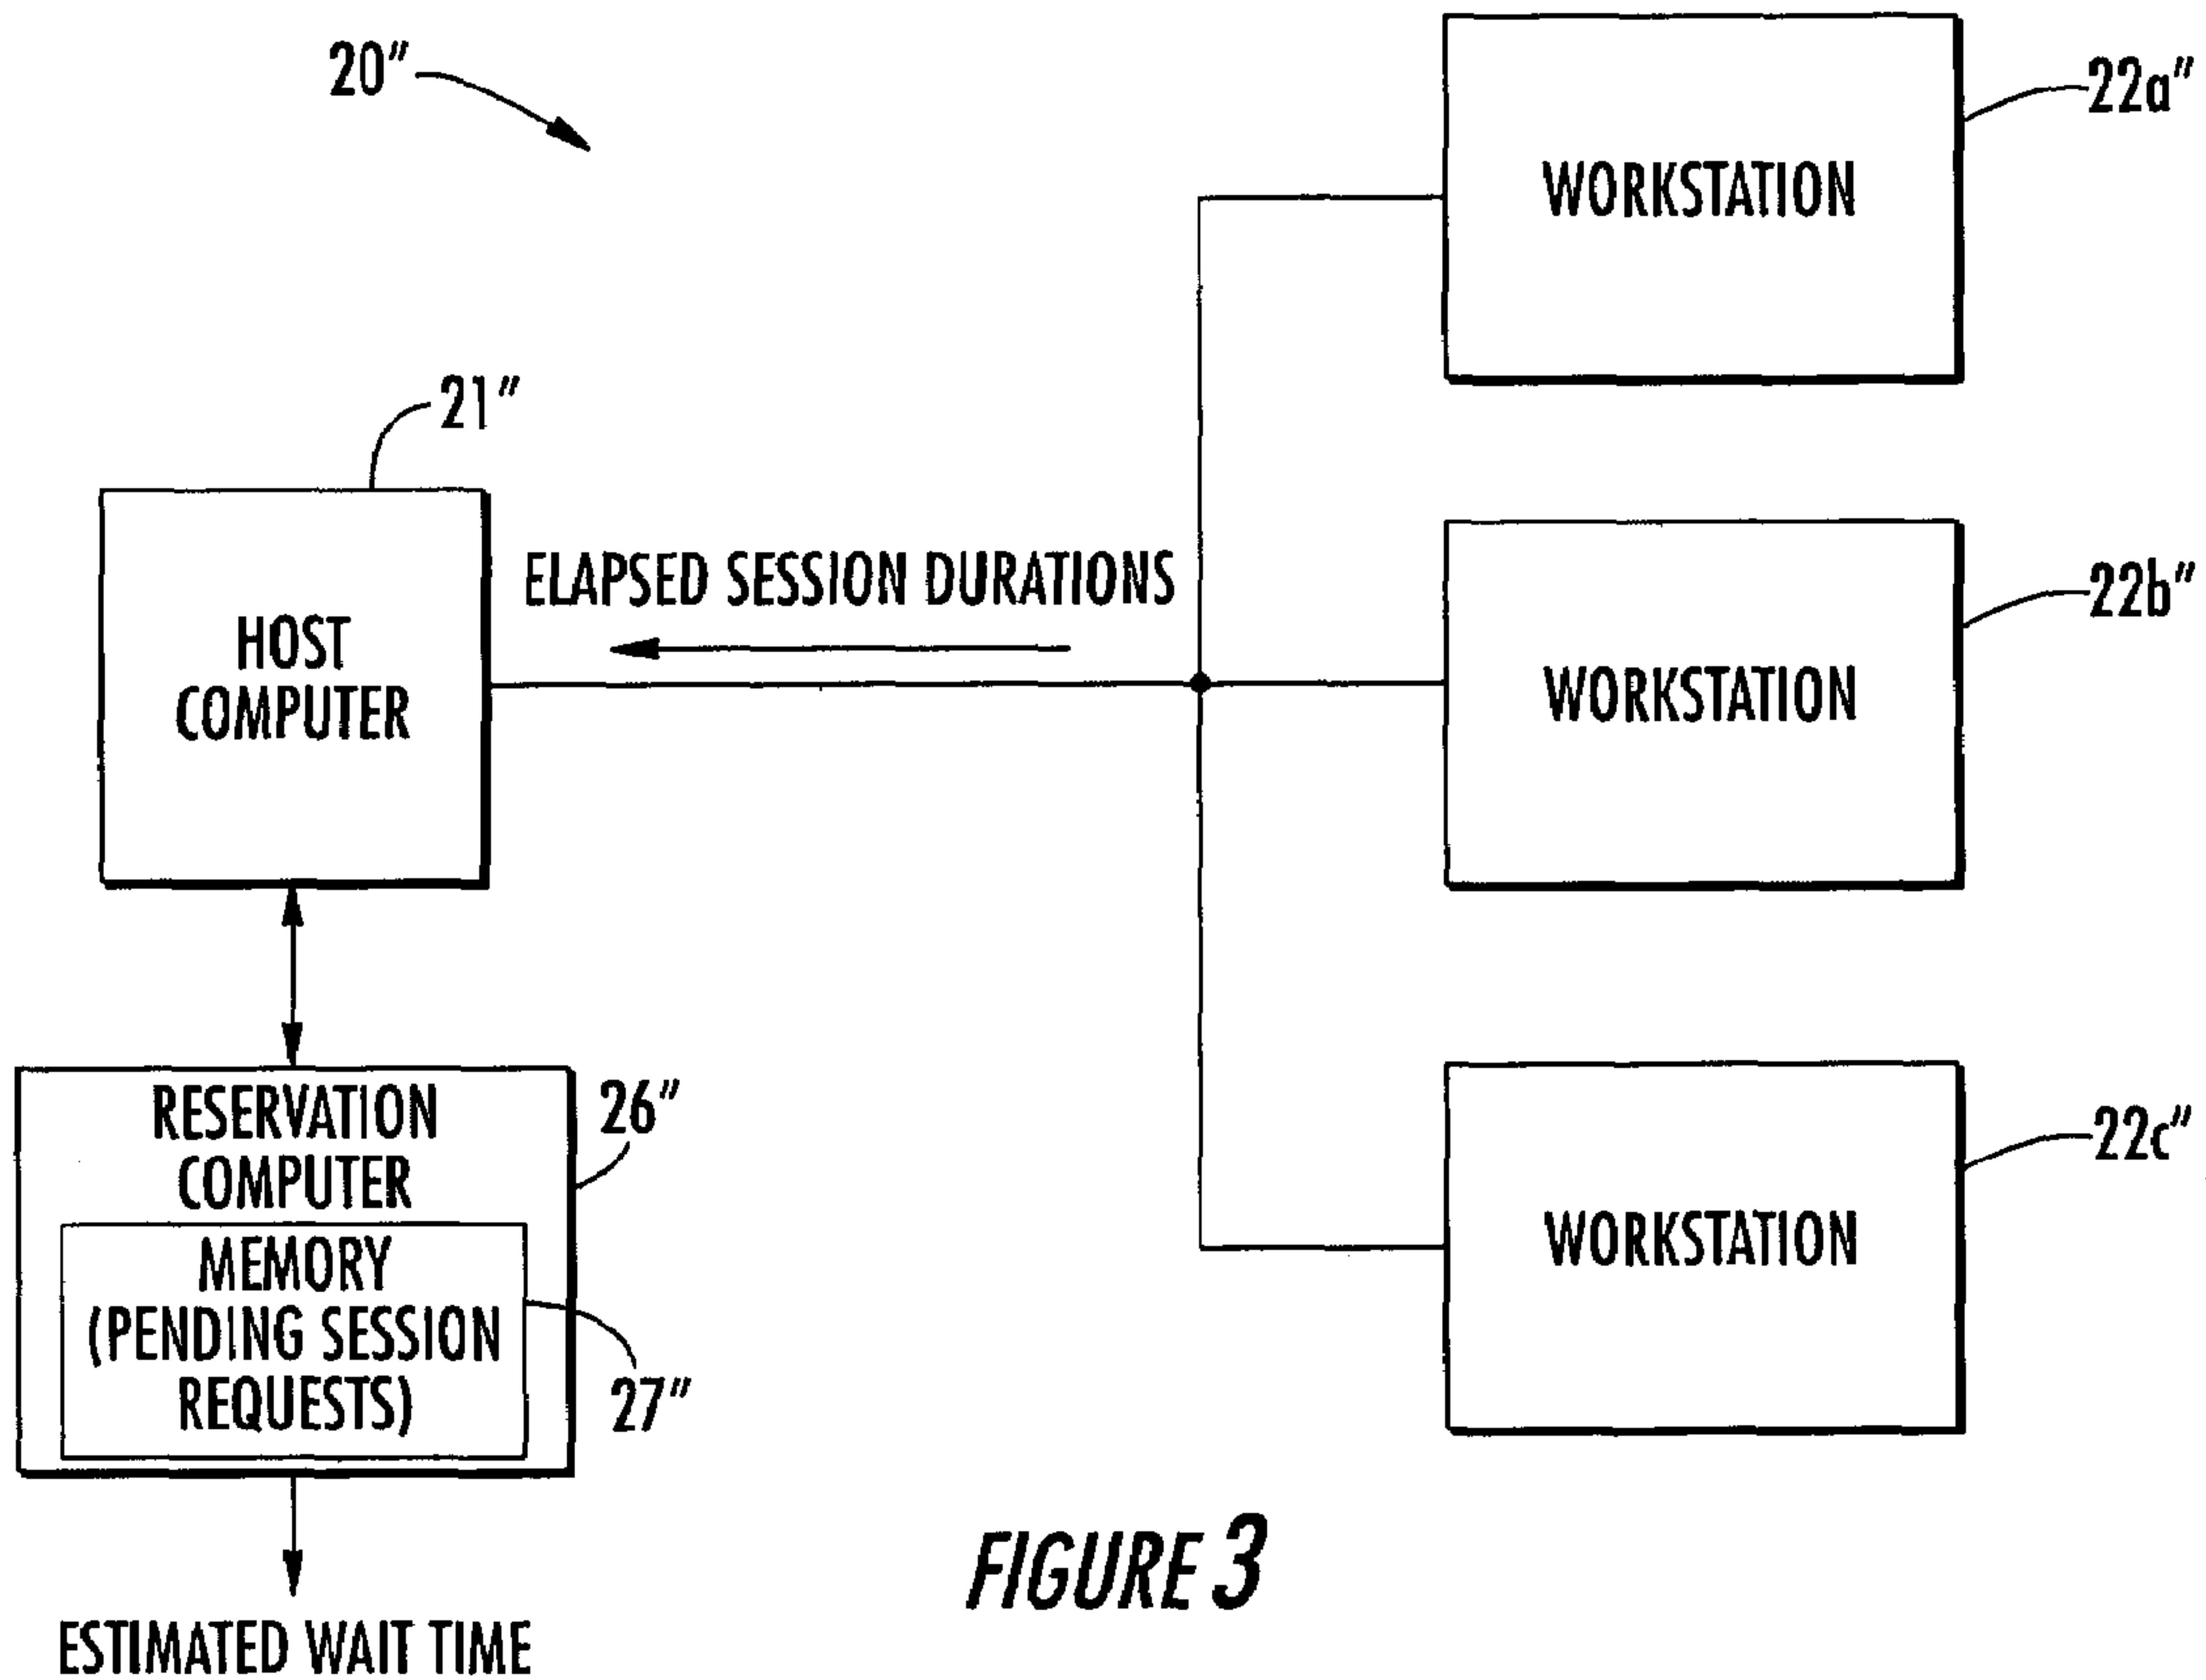 20"
22a"
WORKSTATION
21"
ELAPSED SESSION DURATIONS
22b"
HOST
COMPUTER
WORKSTATION
RESERVATION
COMPUTER
26"
22c"
MEMORY
(PENDING SESSION
REQUESTS)
27"
WORKSTATION
ESTIMATED WAIT TIME
FIGURE 3